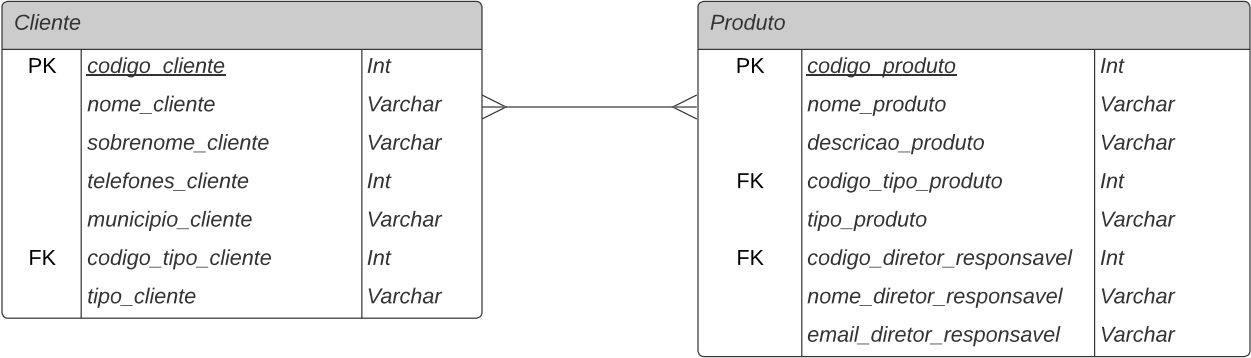 Cliente
PK codigo_cliente Int
nome_cliente Varchar
sobrenome_cliente Varchar
telefones_cliente Int
municipio_cliente Varchar
FK codigo_tipo_cliente Int
tipo_cliente Varchar
Produto
PK codigo_produto Int
nome_produto Varchar
descricao_produto Varchar
FK codigo_tipo_produto Int
tipo_produto Varchar
FK codigo_diretor_responsavel Int
nome_diretor_responsavel Varchar
email_diretor_responsavel Varchar